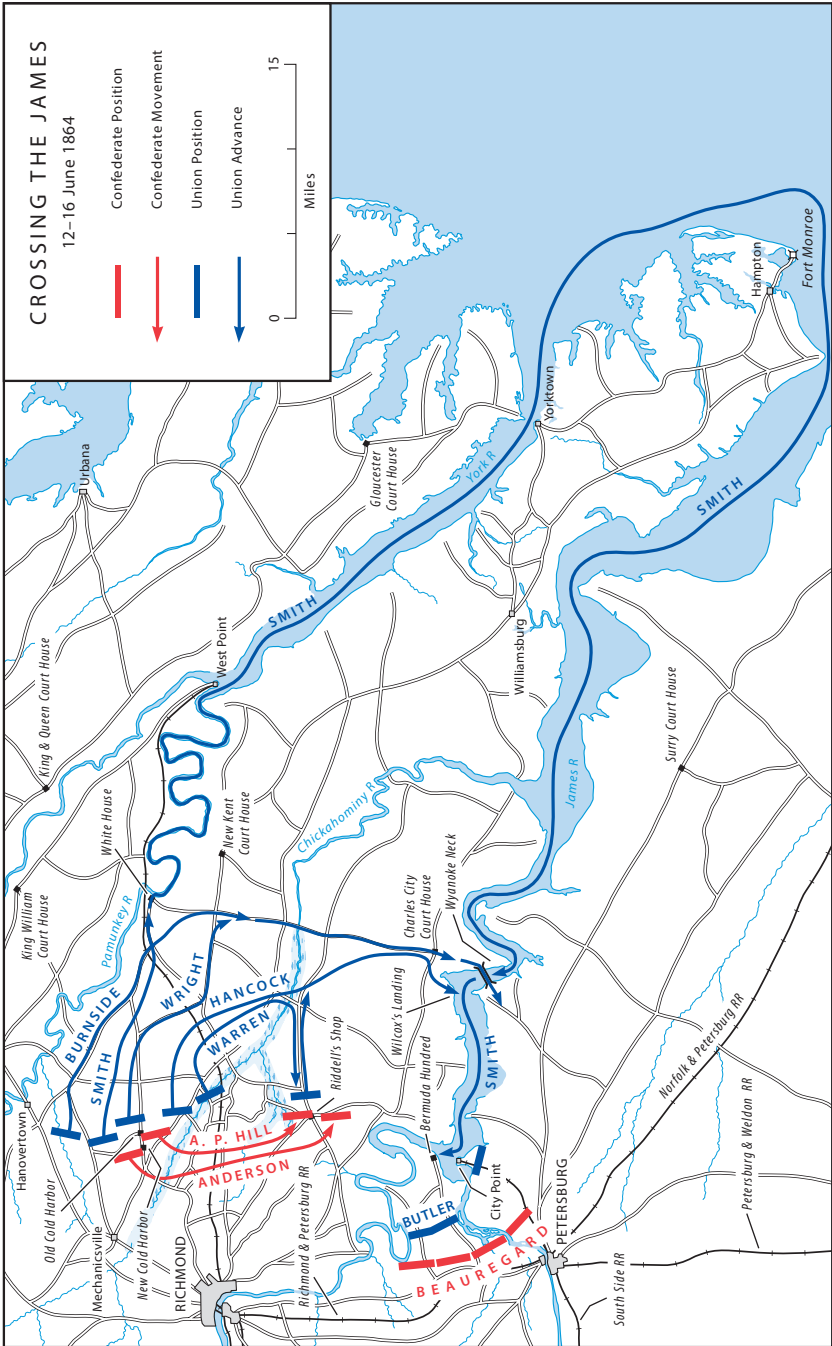 CROSSING THE JAMES
12–16 June 1864
Confederate Position
Confederate Movement
Union Position
Union Advance
0
15
Miles
Urbana
King & Queen Court House
King William
Court House
Pamunkey R
White House
West Point
New Kent
Court House
Gloucester
Court House
York R
SMITH
Yorktown
Hampton
Fort Monroe
SMITH
Williamsburg
James R
Surry Court House
Chickahominy R
Charles City
Court House
Wyanoke Neck
Wilcox's Landing
Bermuda Hundred
SMITH
Riddell's Shop
Hanovertown
BURNSIDE
SMITH
WRIGHT
HANCOCK
WARREN
A. P. HILL
ANDERSON
Old Cold Harbor
Mechanicsville
New Cold Harbor
RICHMOND
Richmond & Petersburg RR
BUTLER
City Point
BEAUREGARD
PETERSBURG
South Side RR
Petersburg & Weldon RR
Norfolk & Petersburg RR